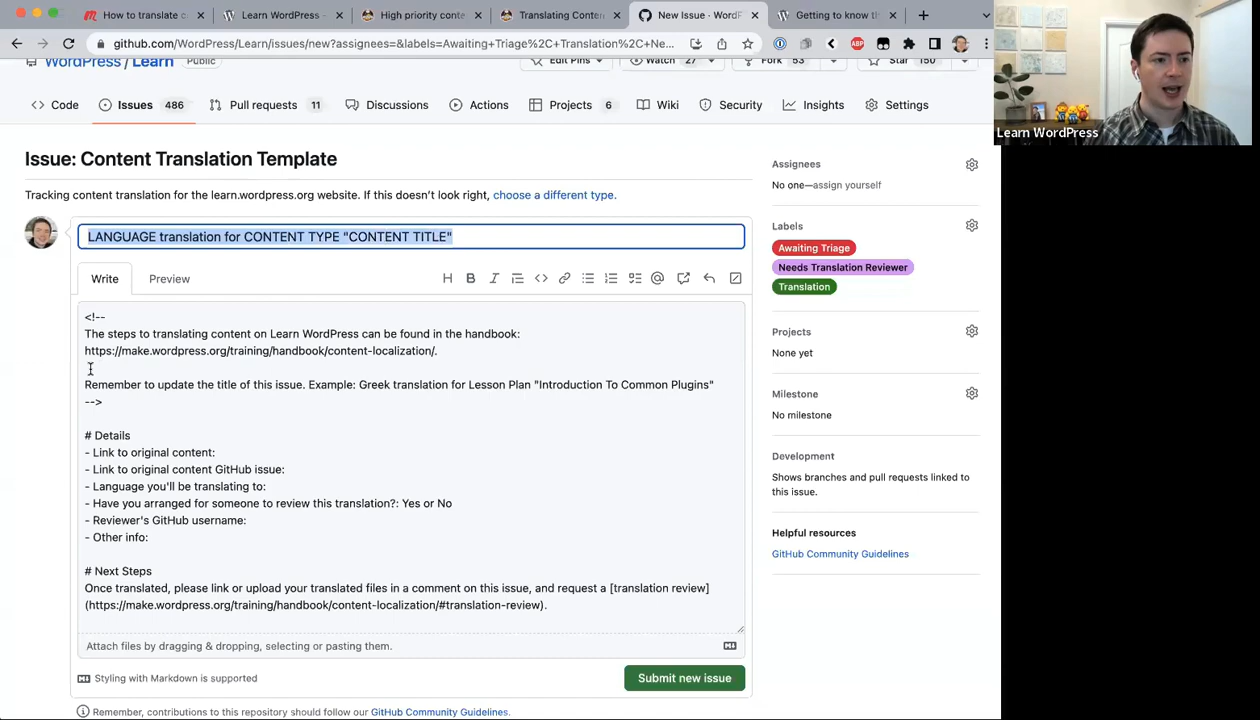 How to translate c
Learn WordPress –
High priority conte
Translating Conten
New Issue · WordP
Getting to know th
github.com/WordPress/Learn/issues/new?assignees=&labels=Awaiting+Triage%2C+Translation%2C+Ne...
WordPress / Learn Public
Edit Pins
Watch 27
Fork 53
Star 150
Code
Issues 486
Pull requests 11
Discussions
Actions
Projects 6
Wiki
Security
Insights
Settings
Learn WordPress
Issue: Content Translation Template
Tracking content translation for the learn.wordpress.org website. If this doesn't look right, choose a different type.
LANGUAGE translation for CONTENT TYPE "CONTENT TITLE"
Write
Preview
<!--
The steps to translating content on Learn WordPress can be found in the handbook:
https://make.wordpress.org/training/handbook/content-localization/.
Remember to update the title of this issue. Example: Greek translation for Lesson Plan "Introduction To Common Plugins"
-->
# Details
- Link to original content:
- Link to original content GitHub issue:
- Language you'll be translating to:
- Have you arranged for someone to review this translation?: Yes or No
- Reviewer's GitHub username:
- Other info:
# Next Steps
Once translated, please link or upload your translated files in a comment on this issue, and request a [translation review]
(https://make.wordpress.org/training/handbook/content-localization/#translation-review).
Attach files by dragging & dropping, selecting or pasting them.
Styling with Markdown is supported
Submit new issue
Remember, contributions to this repository should follow our GitHub Community Guidelines.
Assignees
No one—assign yourself
Labels
Awaiting Triage
Needs Translation Reviewer
Translation
Projects
None yet
Milestone
No milestone
Development
Shows branches and pull requests linked to
this issue.
Helpful resources
GitHub Community Guidelines